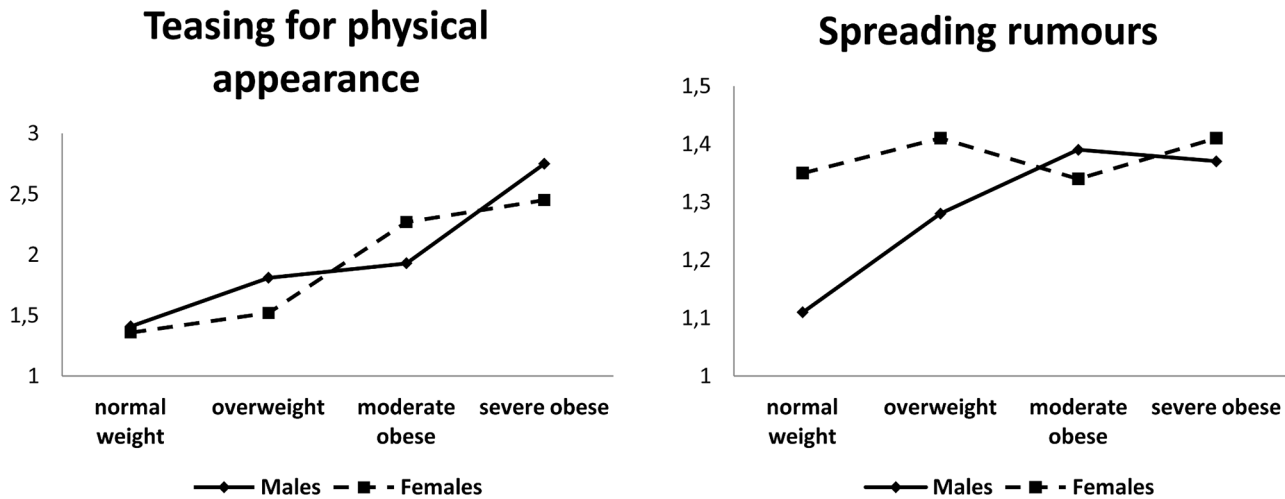 Teasing for physical
appearance
3
2,5
2
1,5
1
normal
weight
overweight
moderate
obese
severe obese
Males
Females
Spreading rumours
1,5
1,4
1,3
1,2
1,1
1
normal
weight
overweight
moderate
obese
severe obese
Males
Females